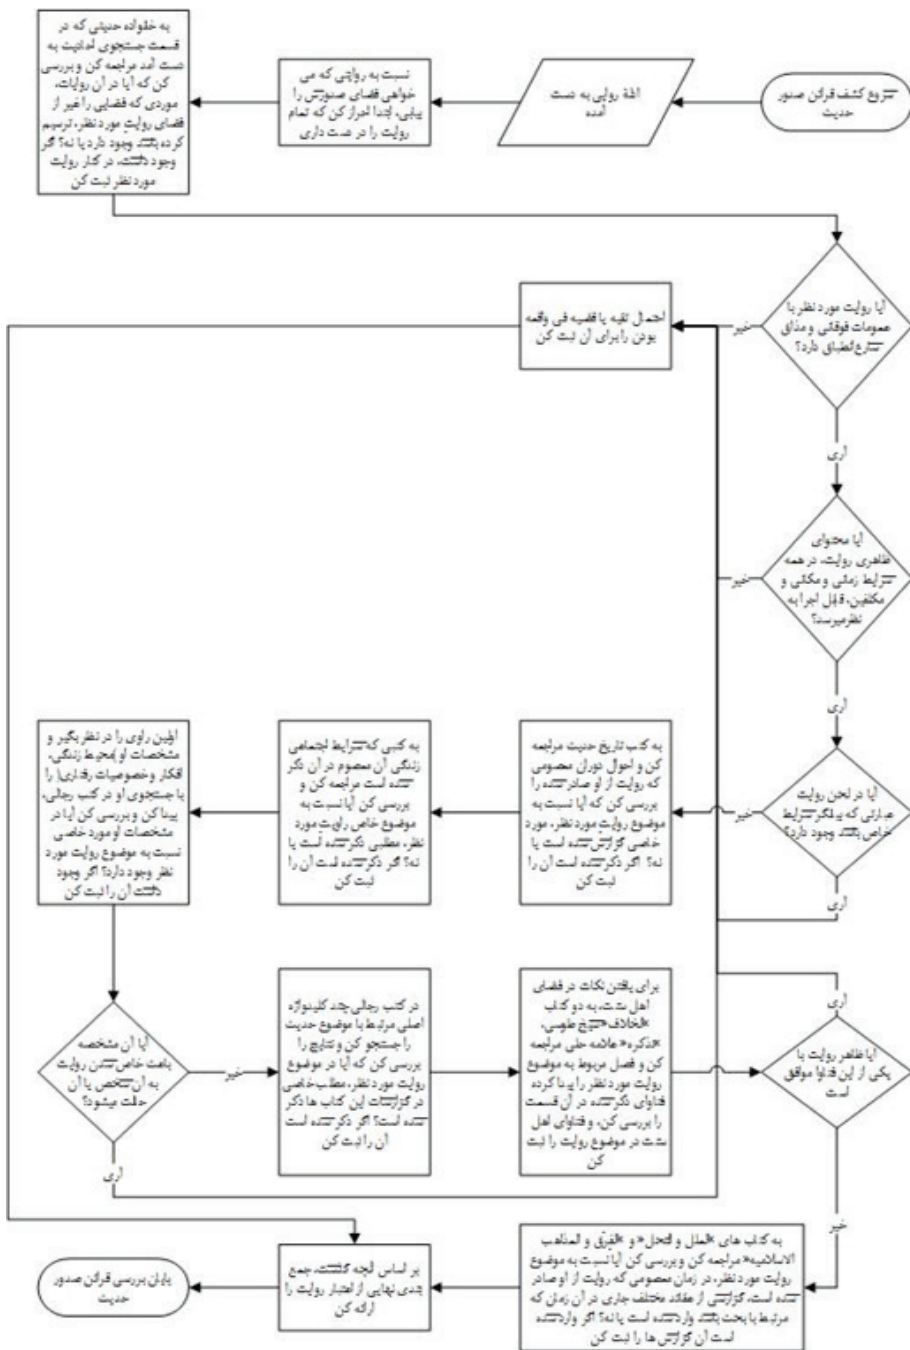 شروع کشف قرائن صدور
حدیث
ادلهٔ روایی به دست
آمده
نسبت به روایتی که می
خواهی فضای صدورش را
بیابی، ابتدا احراز کن که تمام
روایت را در دست داری
به خانواده حدیثی که در
قسمت جستجوی احادیث به
دست آمد مراجعه کن و بررسی
کن که آیا در آن روایات،
موردی که فضایی را غیر از
فضای روایت مورد نظر، ترسیم
کرده باشد وجود دارد یا نه؟ اگر
وجود داشت، در کنار روایت
مورد نظر ثبت کن
آیا روایت مورد نظر با
عمومات فوقانی و مذاق
شارع انطباق دارد؟
خیر
احتمال تقیه یا قضیه فی واقعه
بودن را برای آن ثبت کن
آری
آیا محتوای
ظاهری روایت، در همه
شرایط زمانی و مکانی و
مکلفین، قابل اجرا به
نظر میرسد؟
خیر
آری
آیا در لحن روایت
عبارتی که بیانگر شرایط
خاص باشد وجود دارد؟
خیر
آری
به کتب تاریخ حدیث مراجعه
کن و احوال دوران معصومی
که روایت از او صادر شده را
بررسی کن که آیا نسبت به
موضوع روایت مورد نظر، مورد
خاصی گزارش شده است یا
نه؟ اگر ذکر شده است آن را
ثبت کن
به کتبی که شرایط اجتماعی
زندگی آن معصوم در آن ذکر
شده است مراجعه کن و
بررسی کن آیا نسبت به
موضوع خاص روایت مورد
نظر، مطلبی ذکر شده است یا
نه؟ اگر ذکر شده است آن را
ثبت کن
اولین راوی را در نظر بگیر و
مشخصات او )محیط زندگی،
افکار و خصوصیات رفتاری( را
با جستجوی او در کتب رجالی،
پیدا کن و بررسی کن آیا در
مشخصات او مورد خاصی
نسبت به موضوع روایت مورد
نظر وجود دارد؟ اگر وجود
داشت آن را ثبت کن
آیا آن مشخصه
باعث خاص شدن روایت
به آن شخص یا آن
حالت میشود؟
خیر
آری
در کتب رجالی چند کلیدواژه
اصلی مرتبط با موضوع حدیث
را جستجو کن و نتایج را
بررسی کن که آیا در موضوع
روایت مورد نظر، مطلب خاصی
در گزارشات این کتاب ها ذکر
شده است؟ اگر ذکر شده است
آن را ثبت کن
برای یافتن نکات در فضای
اهل سنت، به دو کتاب
»الخلاف« شیخ طوسی،
»تذکره« علامه حلی مراجعه
کن و فصل مربوط به موضوع
روایت مورد نظر را پیدا کرده
فتاوای ذکر شده در آن قسمت
را بررسی کن، و فتاوای اهل
سنت در موضوع روایت را ثبت
کن
آیا ظاهر روایت با
یکی از این فتاوا موافق
است
آری
خیر
به کتاب های »الملل و النحل« و »الفِرَق و المذاهب
الاسلامیه« مراجعه کن و بررسی کن آیا نسبت به موضوع
روایت مورد نظر، در زمان معصومی که روایت از او صادر
شده است، گزارشی از عقائد مختلف جاری در آن زمان که
مرتبط با بحث باشد وارد شده است یا نه؟ اگر وارد شده
است آن گزارش ها را ثبت کن
بر اساس آنچه گذشت، جمع
بندی نهایی از اعتبار روایت را
ارائه کن
پایان بررسی قرائن صدور
حدیث